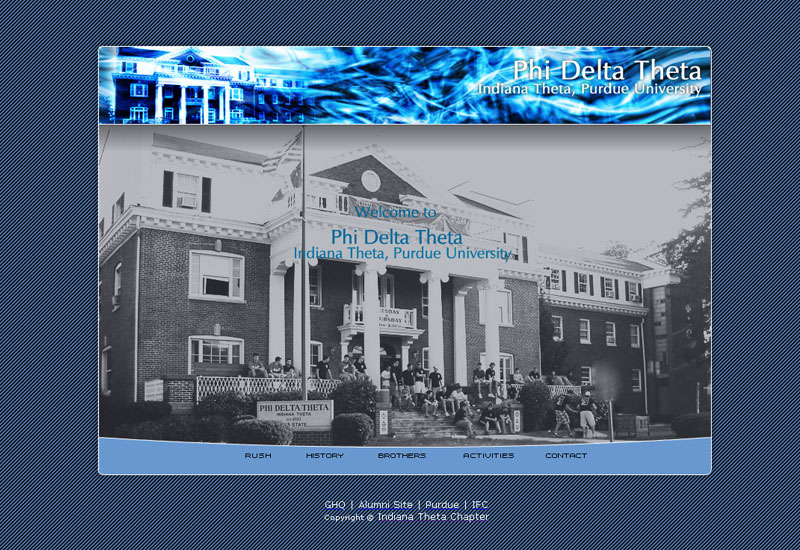 Phi Delta Theta
Indiana Theta, Purdue University
Welcome to
Phi Delta Theta
Indiana Theta, Purdue University
PHI DELTA THETA
INDIANA THETA
STATE
RUSH HISTORY BROTHERS ACTIVITIES CONTACT
GHQ | Alumni Site | Purdue | IFC
Copyright © Indiana Theta Chapter